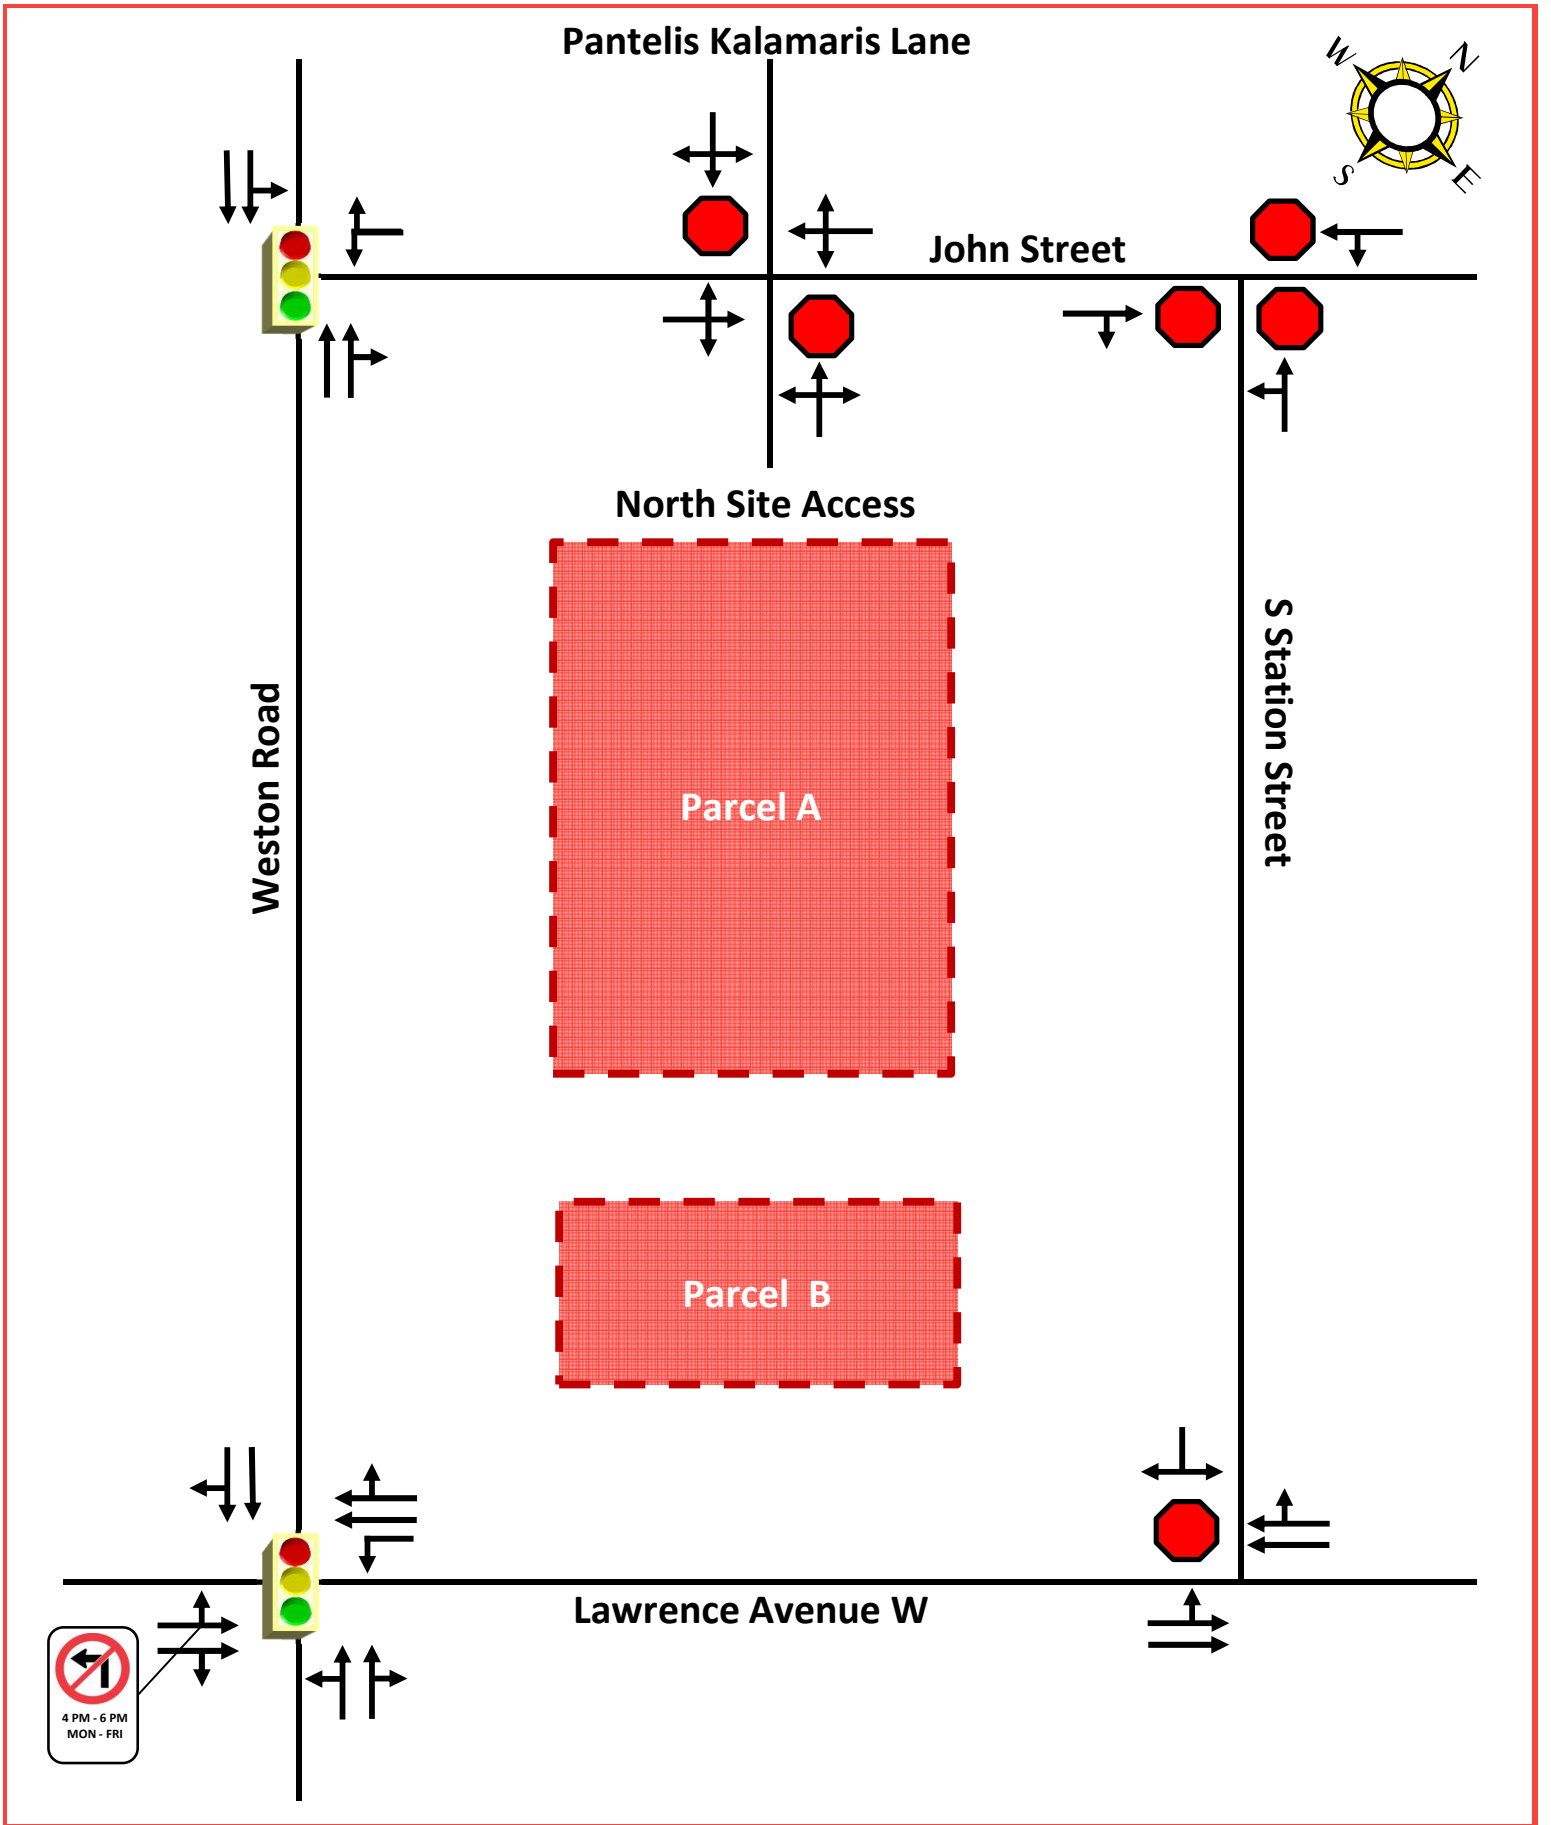 Pantelis Kalamaris Lane
W
N
S
E
John Street
North Site Access
S Station Street
Weston Road
Parcel A
Parcel B
Lawrence Avenue W
4 PM - 6 PM
MON - FRI